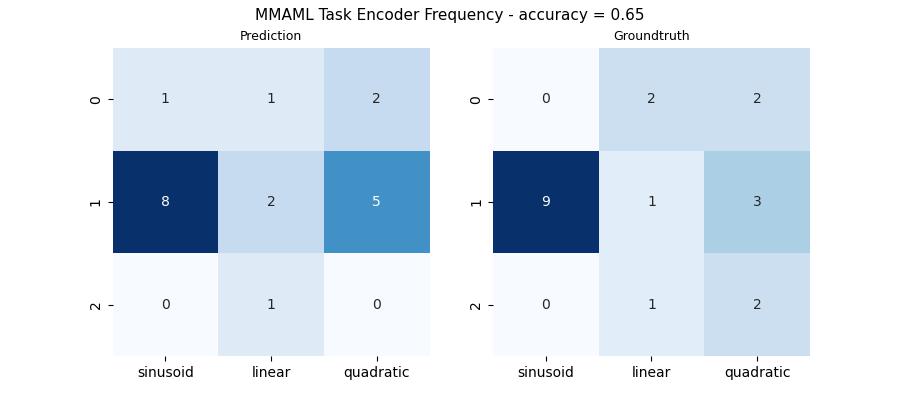 MMAML Task Encoder Frequency - accuracy = 0.65
Prediction
Groundtruth
0 1 1 2
1 8 2 5
2 0 1 0
sinusoid linear quadratic
0 0 2 2
1 9 1 3
2 0 1 2
sinusoid linear quadratic